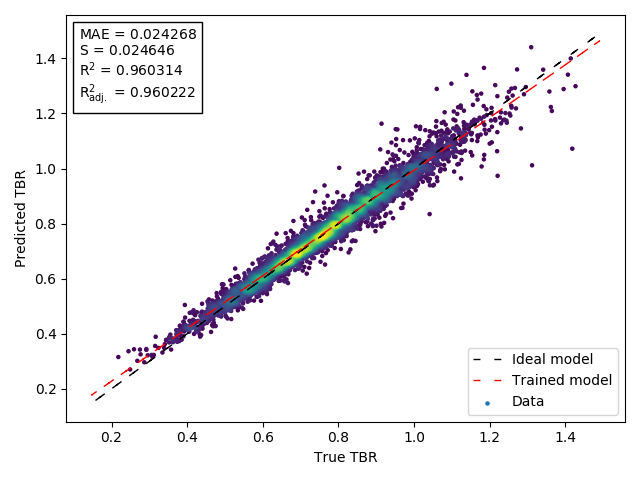 MAE = 0.024268
S = 0.024646
R² = 0.960314
R²adj. = 0.960222
1.4
1.2
1.0
0.8
0.6
0.4
0.2
Predicted TBR
Ideal model
Trained model
Data
0.2 0.4 0.6 0.8 1.0 1.2 1.4
True TBR